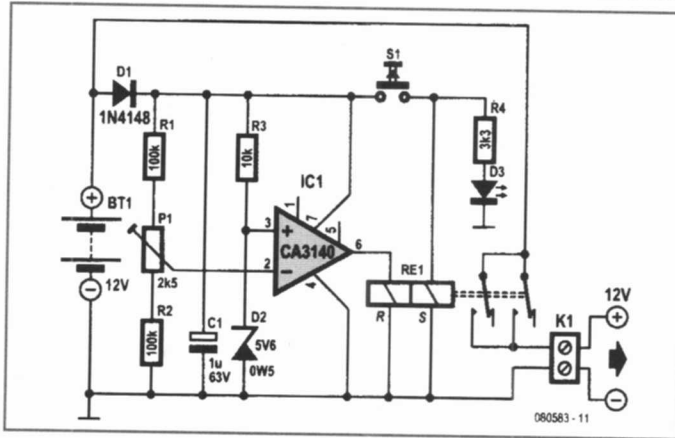 S1
D1
1N4148
R1
100k
R3
10k
R4
3k3
D3
IC1
BT1
P1
2k5
1
7
5
3
+
CA3140
6
2
−
4
RE1
R
S
12V
R2
100k
C1
1u
63V
D2
5V6
0W5
K1
12V
+
−
080583 - 11